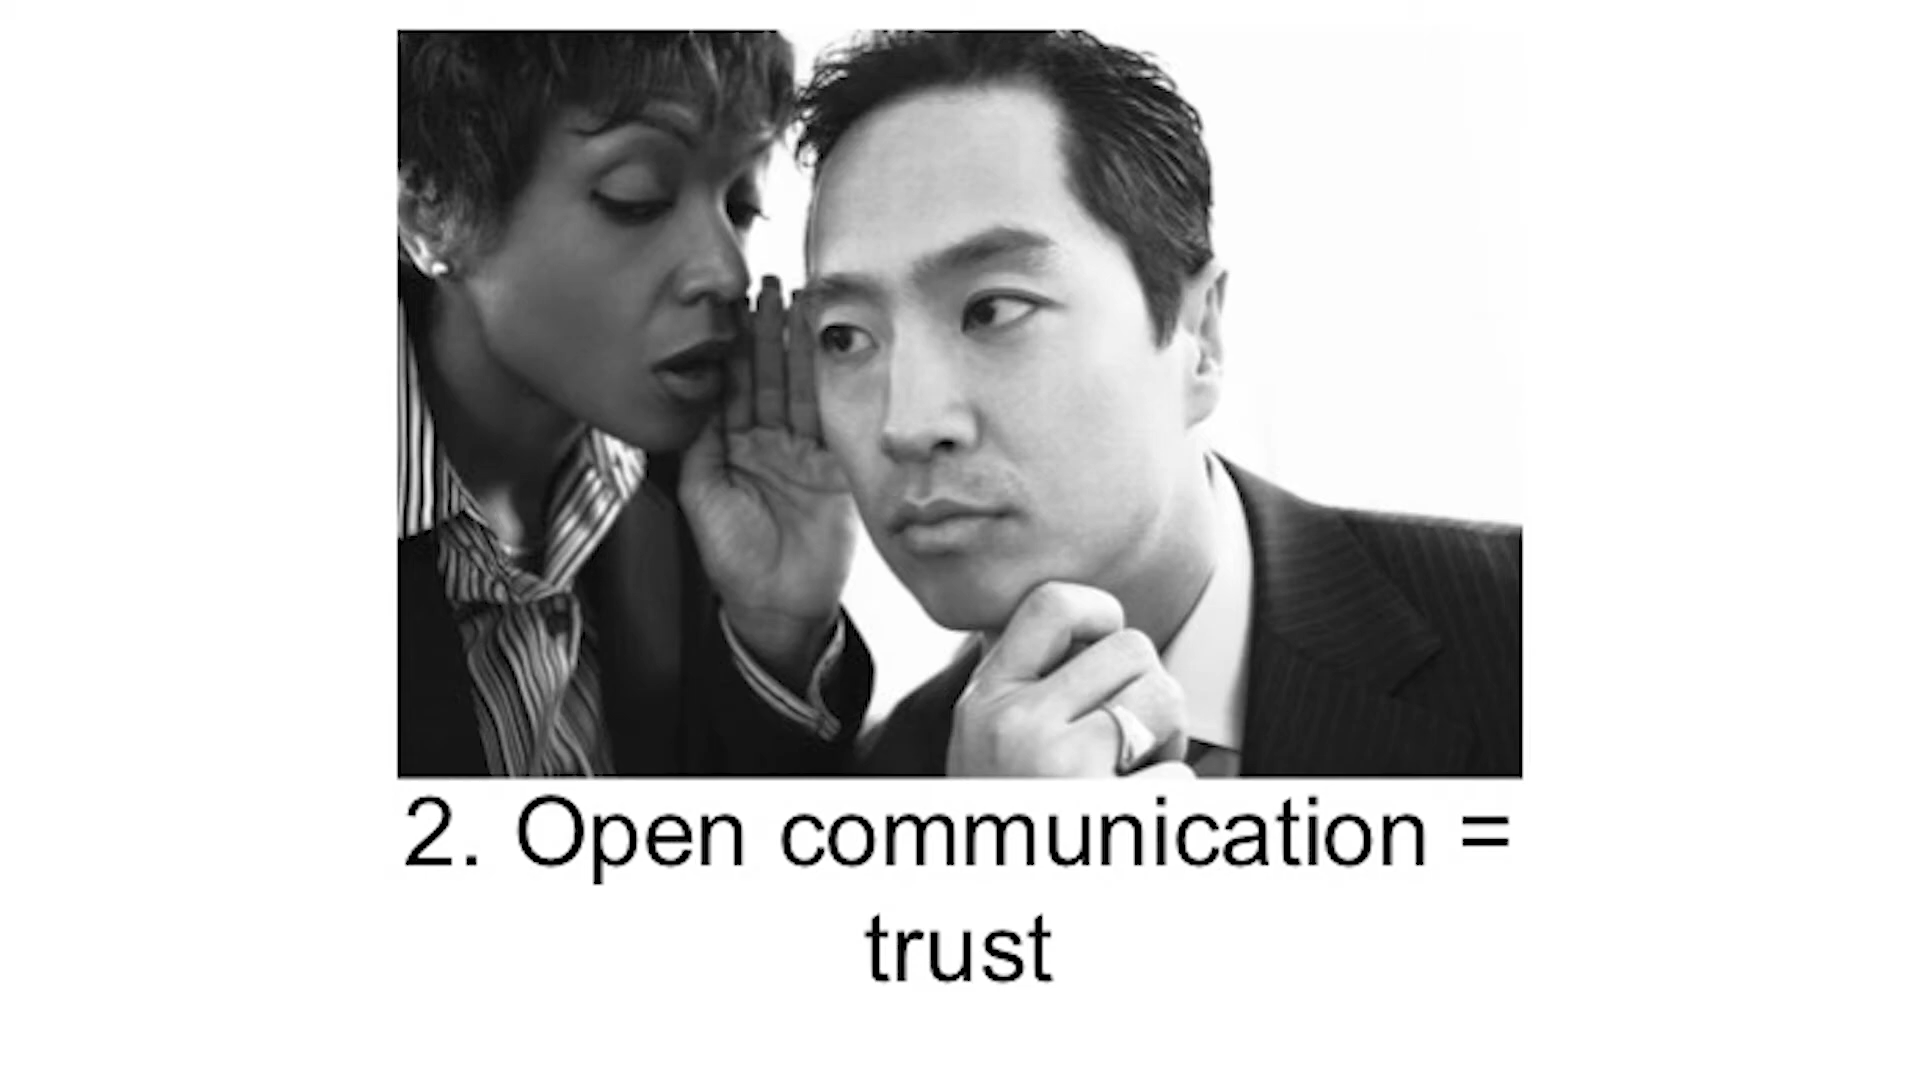 2. Open communication =
trust